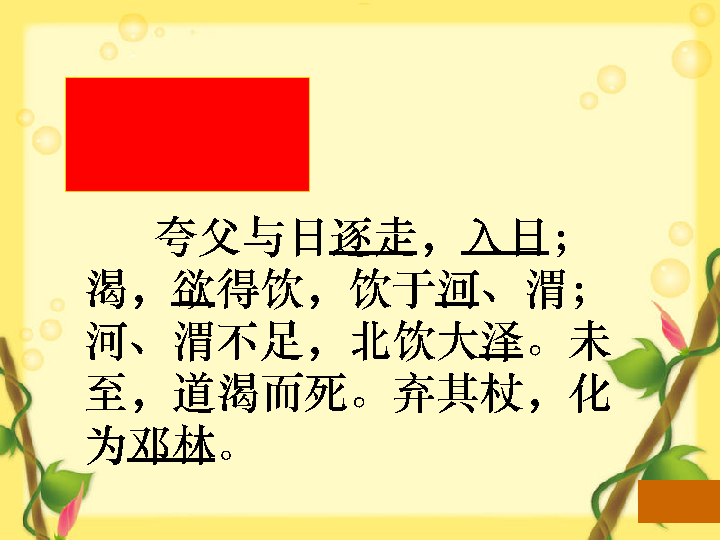 夸父与日逐走，入日；
渴，欲得饮，饮于河、渭；
河、渭不足，北饮大泽。未
至，道渴而死。弃其杖，化
为邓林。